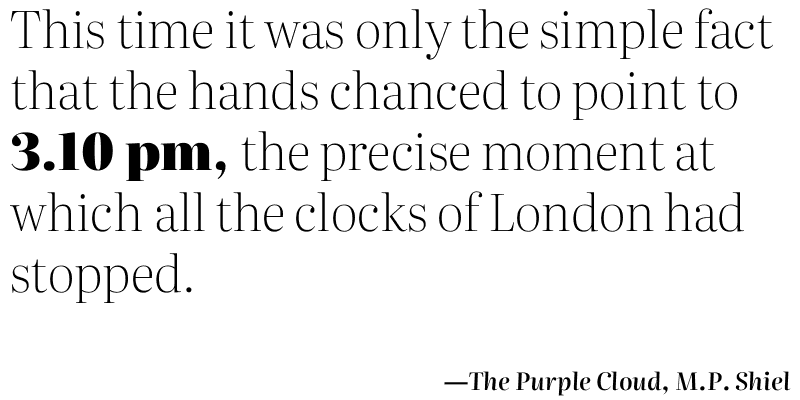 This time it was only the simple fact
that the hands chanced to point to
3.10 pm, the precise moment at
which all the clocks of London had
stopped.
—The Purple Cloud, M.P. Shiel